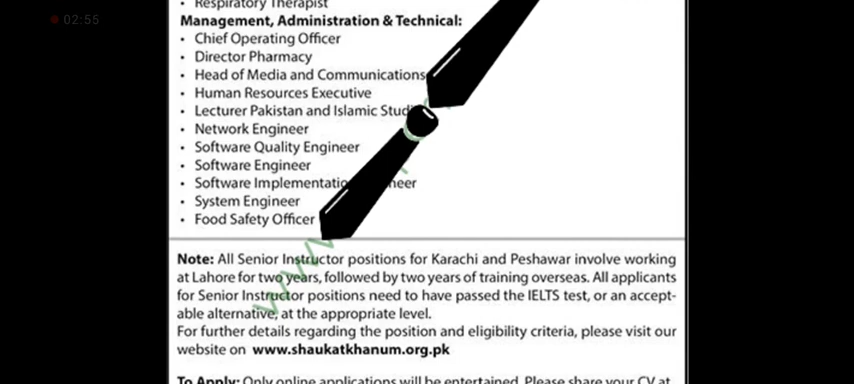 02:55
• Respiratory Therapist
Management, Administration & Technical:
• Chief Operating Officer
• Director Pharmacy
• Head of Media and Communications
• Human Resources Executive
• Lecturer Pakistan and Islamic
• Network Engineer
• Software Quality Engineer
• Software Engineer
• Software
• System Engineer
• Food Safety Officer
Note: All Senior Instructor positions for Karachi and Peshawar involve working
at Lahore for two years, followed by two years of training overseas. All applicants
for Senior Instructor positions need to have passed the IELTS test, or an accept-
able alternative, at the appropriate level.
For further details regarding the position and eligibility criteria, please visit our
website on www.shaukatkhanum.org.pk
To Apply: Only online applications will be entertained. Please share your CV at